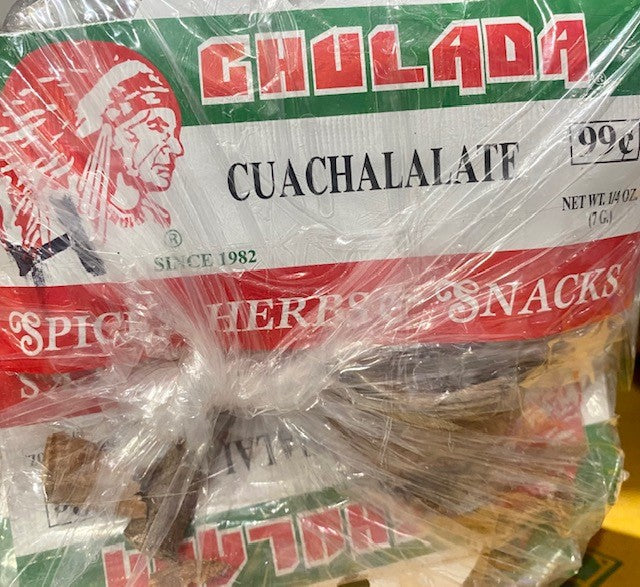 CHULADA
CUACHALALATE
99¢
NET WT. 1/4 OZ.
(7 G.)
®
SINCE 1982
SPICES HERBS & SNACKS
CHULADA